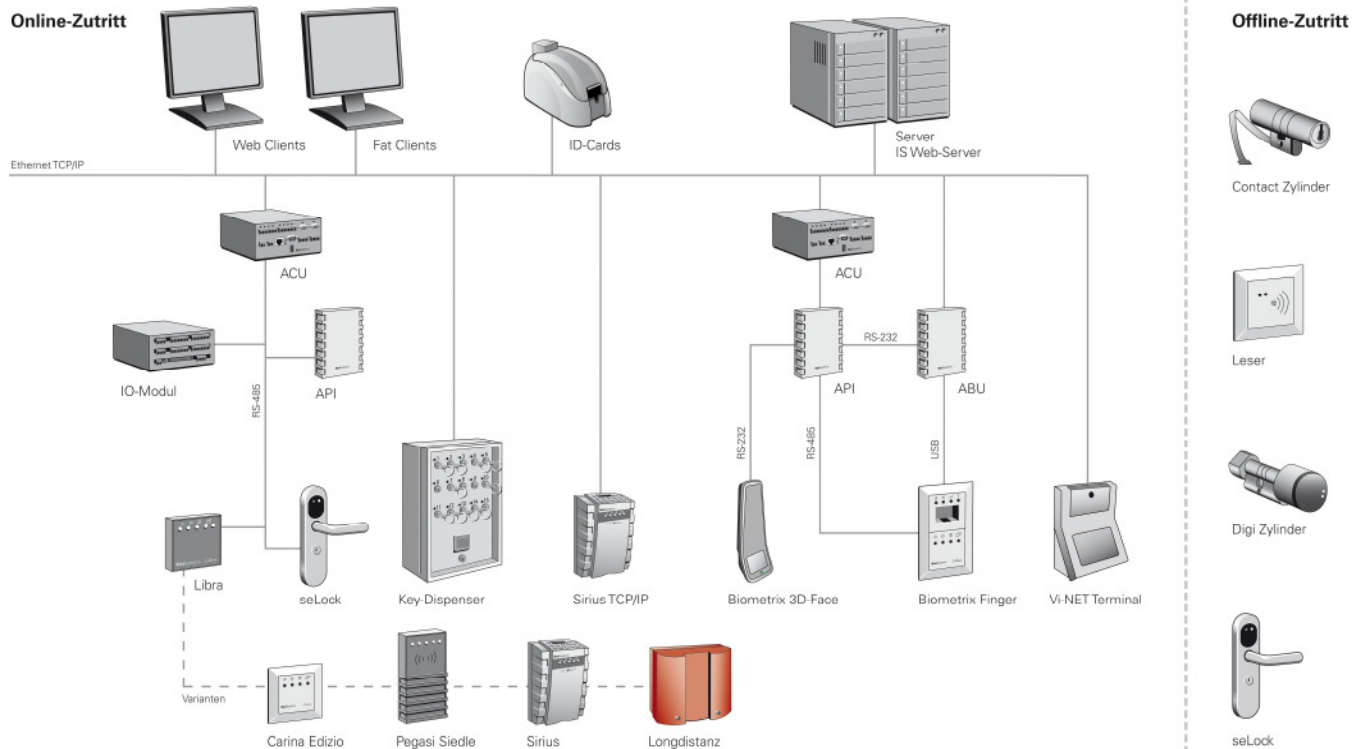 Online-Zutritt
Offline-Zutritt
Web Clients
Fat Clients
ID-Cards
Server
IS Web-Server
Ethernet TCP/IP
Contact Zylinder
ACU
ACU
IO-Modul
API
RS-485
RS-232
API
ABU
Leser
RS-232
RS-485
USB
Libra
seLock
Key-Dispenser
Sirius TCP/IP
Biometrix 3D-Face
Biometrix Finger
Vi-NET Terminal
Digi Zylinder
Varianten
Carina Edizio
Pegasi Siedle
Sirius
Longdistanz
seLock